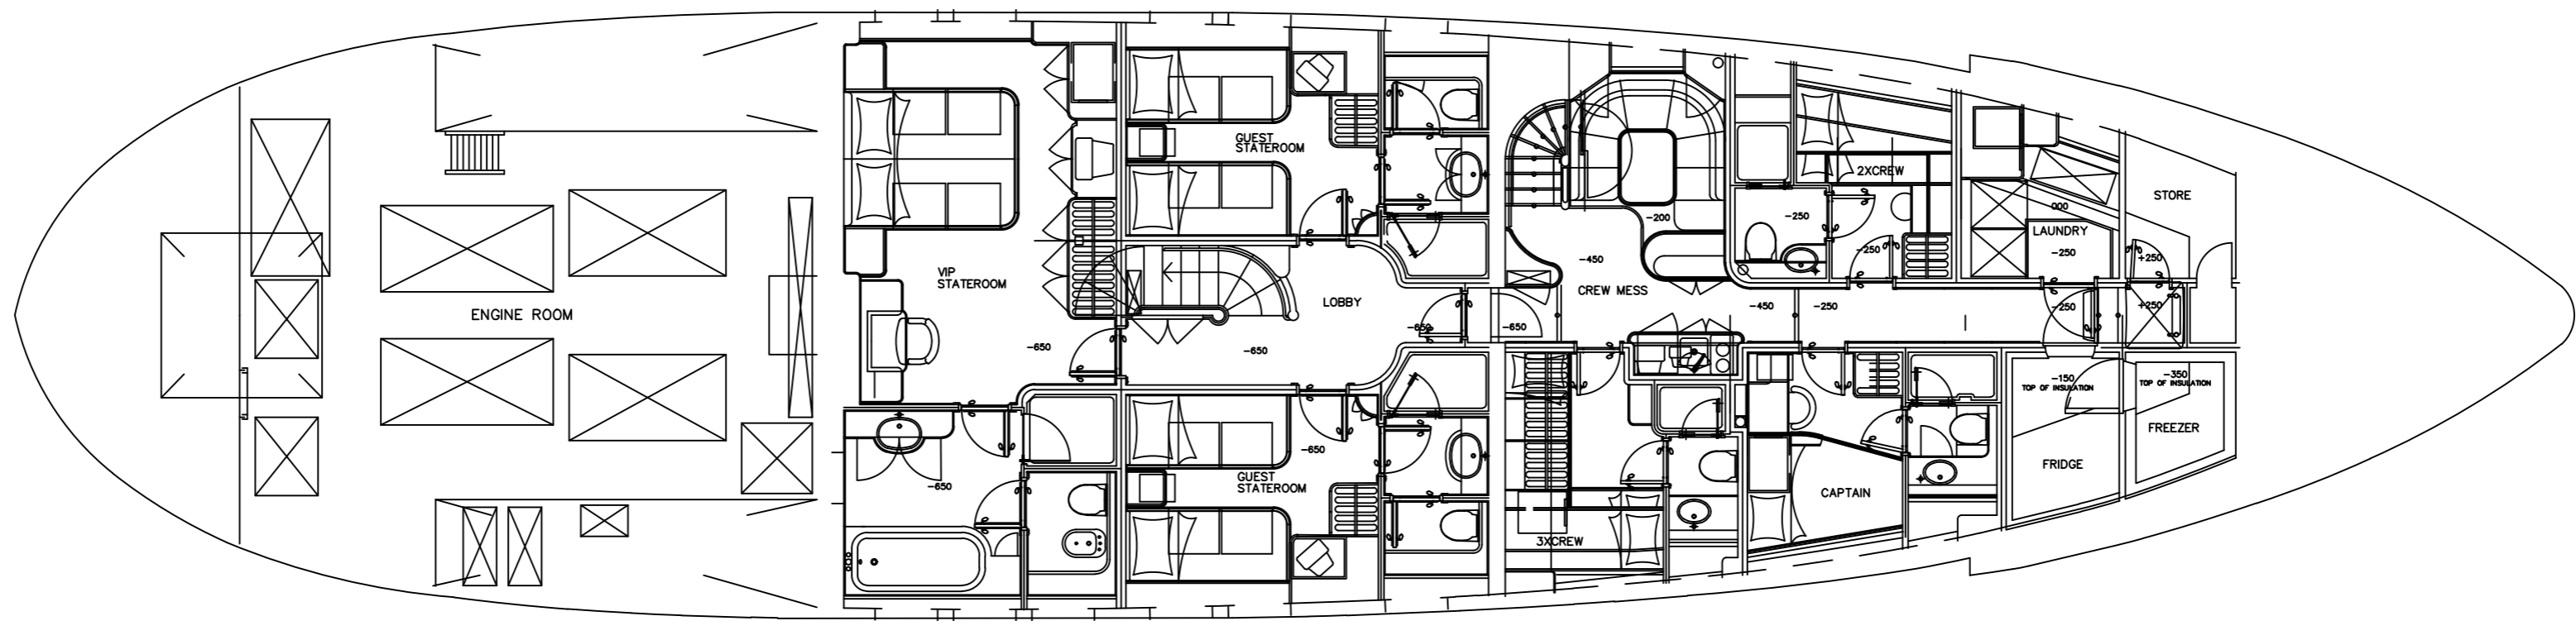 ENGINE ROOM
VIP
STATEROOM
-650
-650
GUEST
STATEROOM
LOBBY
-650
GUEST
STATEROOM
-650
-650
-650
CREW MESS
-450
-200
-450
-250
-250
2XCREW
-250
3XCREW
CAPTAIN
000
LAUNDRY
-250
-250
STORE
+250
+250
-150
TOP OF INSULATION
FRIDGE
-350
TOP OF INSULATION
FREEZER